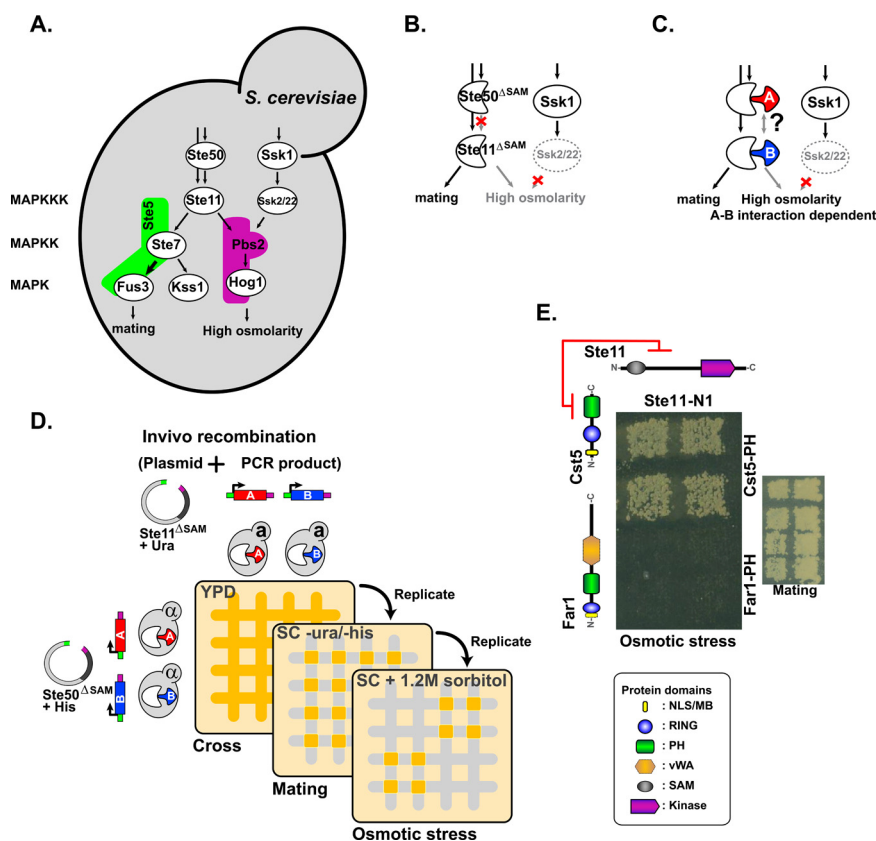 A.
S. cerevisiae
Ste50
Ssk1
MAPKKK
Ste11
Ssk2/22
Ste5
MAPKK
Ste7
Pbs2
MAPK
Fus3
Kss1
Hog1
mating
High osmolarity
B.
Ste50ΔSAM
Ssk1
Ste11ΔSAM
Ssk2/22
mating
High osmolarity
C.
A
Ssk1
?
B
Ssk2/22
mating
High osmolarity
A-B interaction dependent
D.
Invivo recombination
(Plasmid + PCR product)
A
B
Ste11ΔSAM
+ Ura
a
a
A
B
YPD
Replicate
SC -ura/-his
Replicate
SC + 1.2M sorbitol
A
α
A
Ste50ΔSAM
+ His
B
α
B
Cross
Mating
Osmotic stress
E.
Ste11
N
C
Ste11-N1
C
Cst5
N
Cst5-PH
C
Far1
N
Far1-PH
Mating
Osmotic stress
Protein domains
: NLS/MB
: RING
: PH
: vWA
: SAM
: Kinase